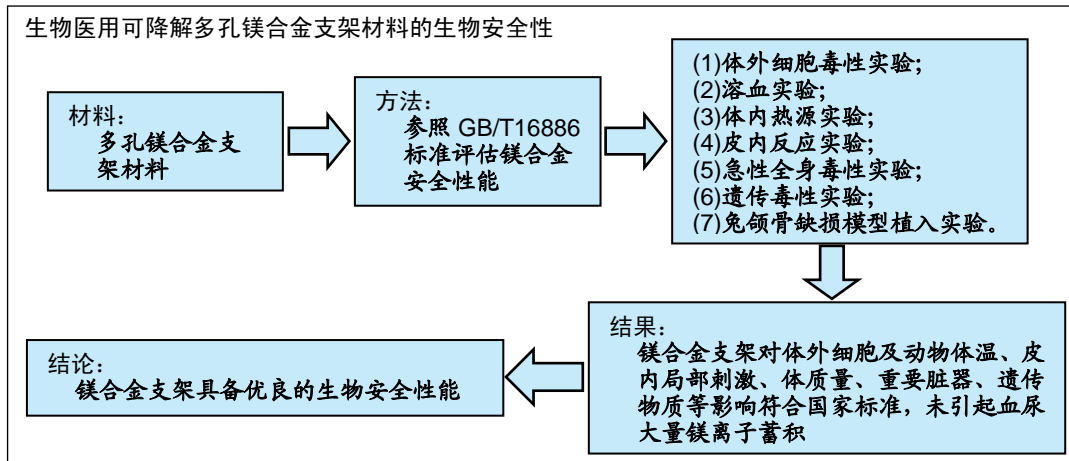 生物医用可降解多孔镁合金支架材料的生物安全性
材料：
多孔镁合金支
架材料
方法：
参照 GB/T16886
标准评估镁合金
安全性能
(1)体外细胞毒性实验；
(2)溶血实验；
(3)体内热源实验；
(4)皮内反应实验；
(5)急性全身毒性实验；
(6)遗传毒性实验；
(7)兔颌骨缺损模型植入实验。
结果：
镁合金支架对体外细胞及动物体温、皮
内局部刺激、体质量、重要脏器、遗传
物质等影响符合国家标准，未引起血尿
大量镁离子蓄积
结论：
镁合金支架具备优良的生物安全性能